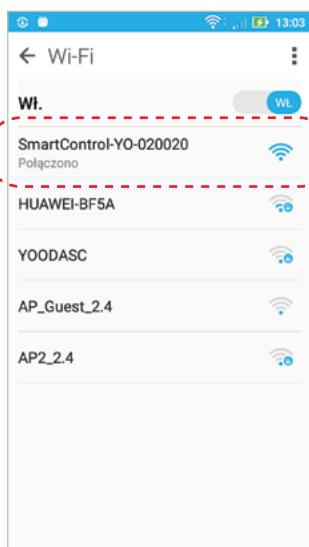 13:03
Wi-Fi
Wł.
WŁ
SmartControl-YO-020020
Połączono
HUAWEI-BF5A
YOODASC
AP_Guest_2.4
AP2_2.4